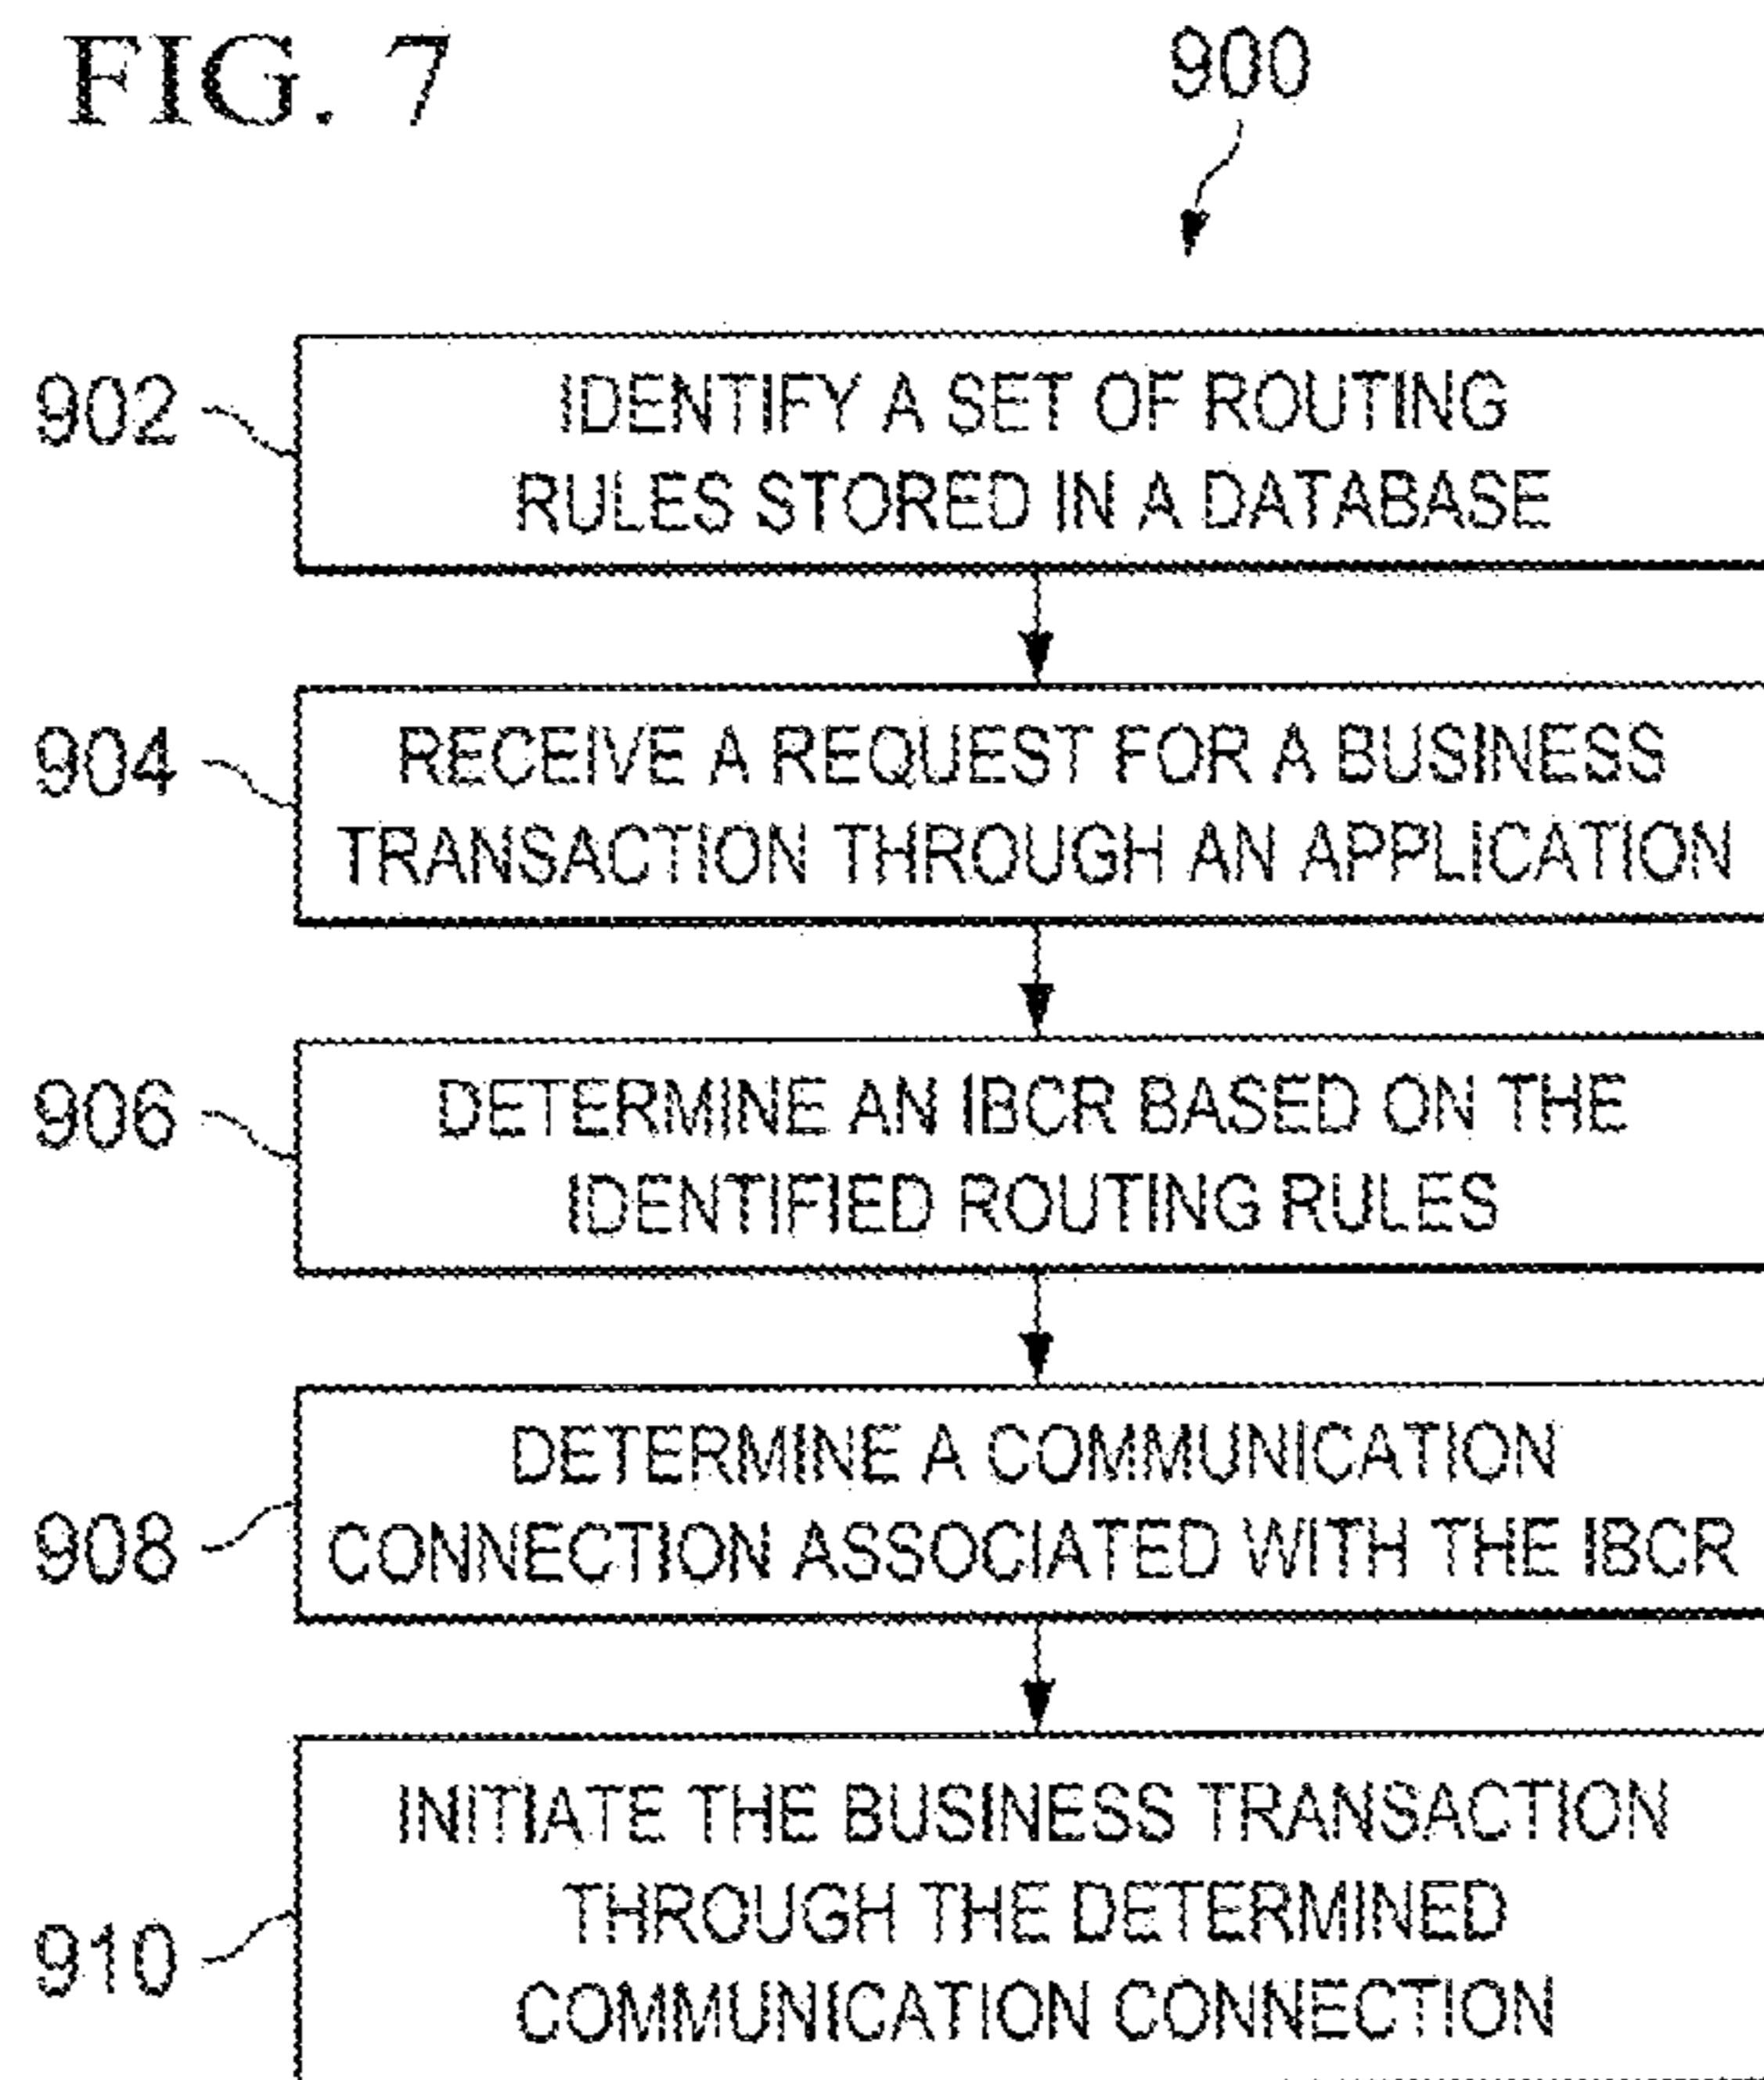 FIG. 7
900
902
IDENTIFY A SET OF ROUTING
RULES STORED IN A DATABASE
904
RECEIVE A REQUEST FOR A BUSINESS
TRANSACTION THROUGH AN APPLICATION
906
DETERMINE AN IBCR BASED ON THE
IDENTIFIED ROUTING RULES
908
DETERMINE A COMMUNICATION
CONNECTION ASSOCIATED WITH THE IBCR
910
INITIATE THE BUSINESS TRANSACTION
THROUGH THE DETERMINED
COMMUNICATION CONNECTION